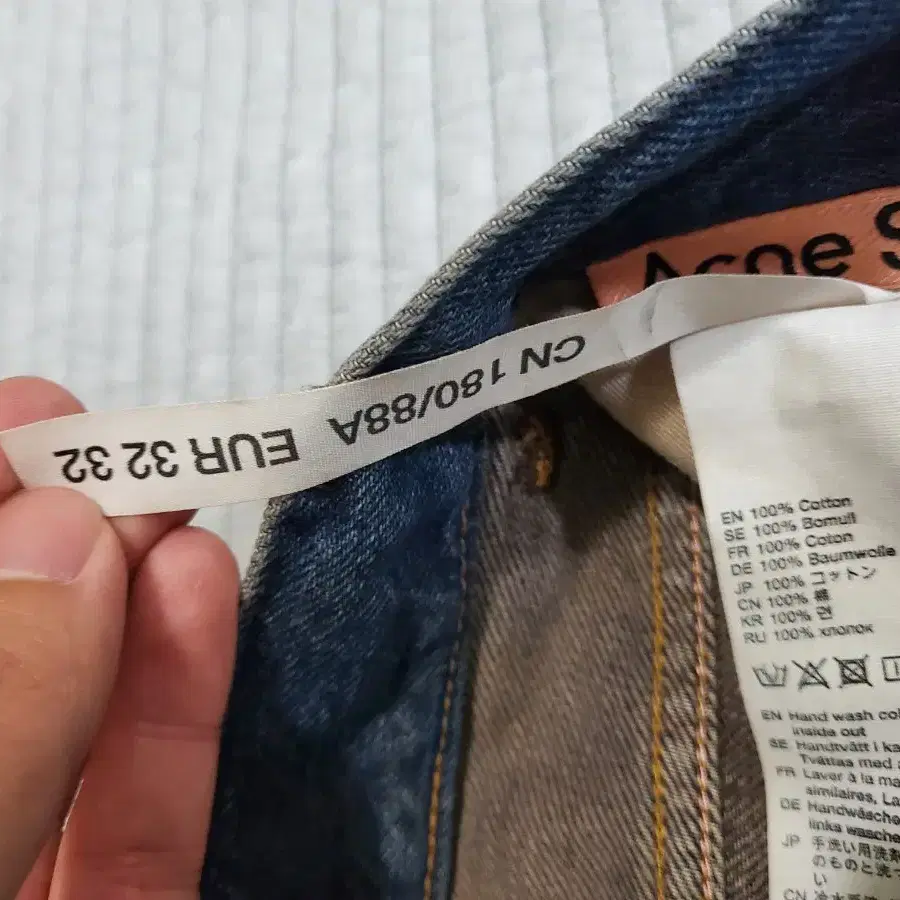 Acne S
CN 180/88A EUR 32 32
EN 100% Cotton
SE 100% Bomull
FR 100% Coton
DE 100% Baumwolle
JP 100% コットン
CN 100% 棉
KR 100% 면
RU 100% хлопок
EN Hand wash col
inside out
SE Handtvätt i ka
Tvättas med
FR Laver à la ma
similaires, La
DE Handwäsche
links wasche
JP 手洗い用洗剤
のものと洗っ
い
CN